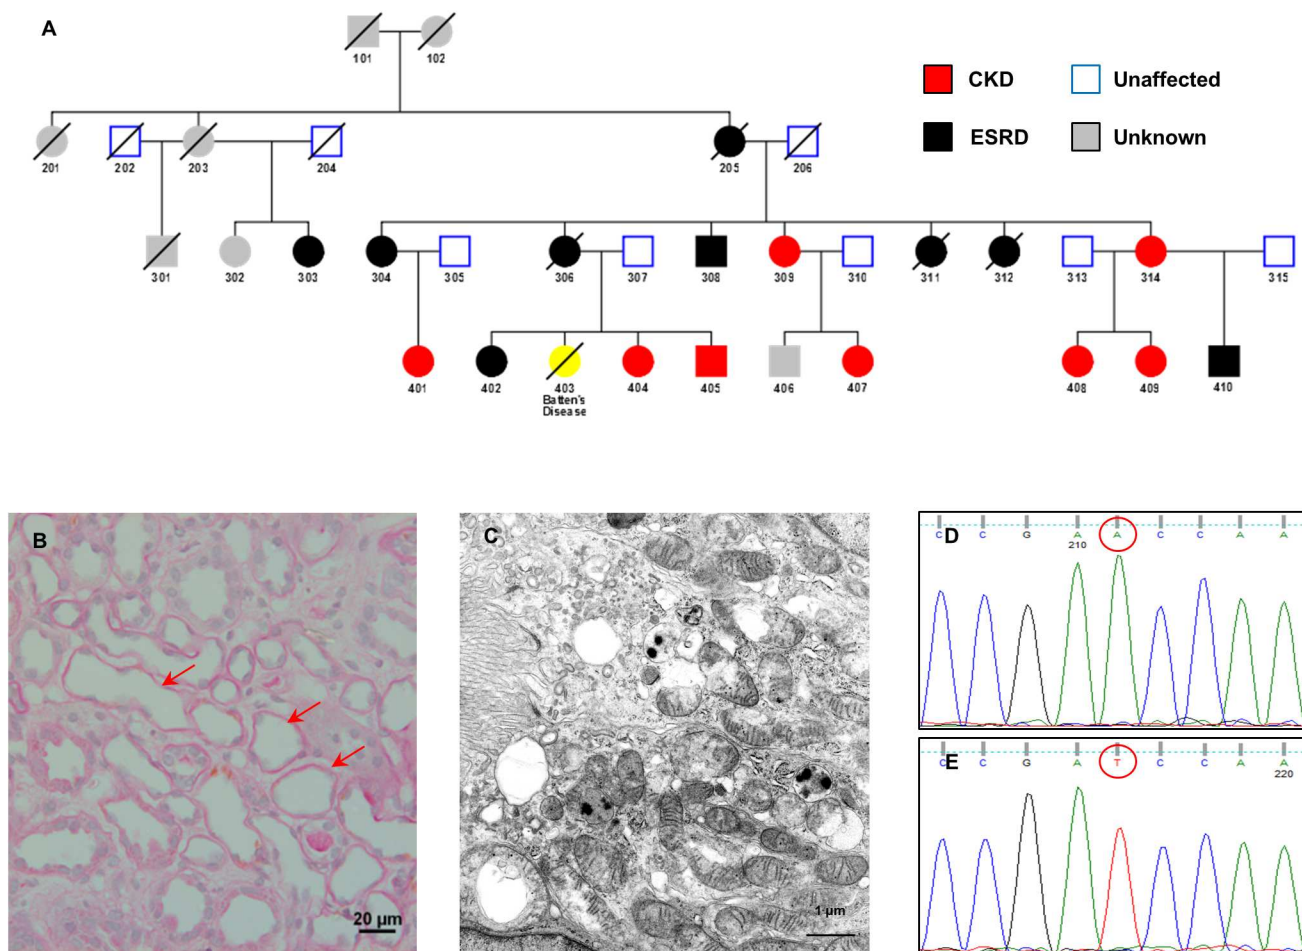 A
CKD
Unaffected
ESRD
Unknown
101 102
201 202 203 204 205 206
301 302 303 304 305 306 307 308 309 310 311 312 313 314 315
401 402 403 404 405 406 407 408 409 410
Batten's
Disease
B
20 µm
C
1 µm
D
C C G A A C C A A
210
E
C C G A T C C A A
220